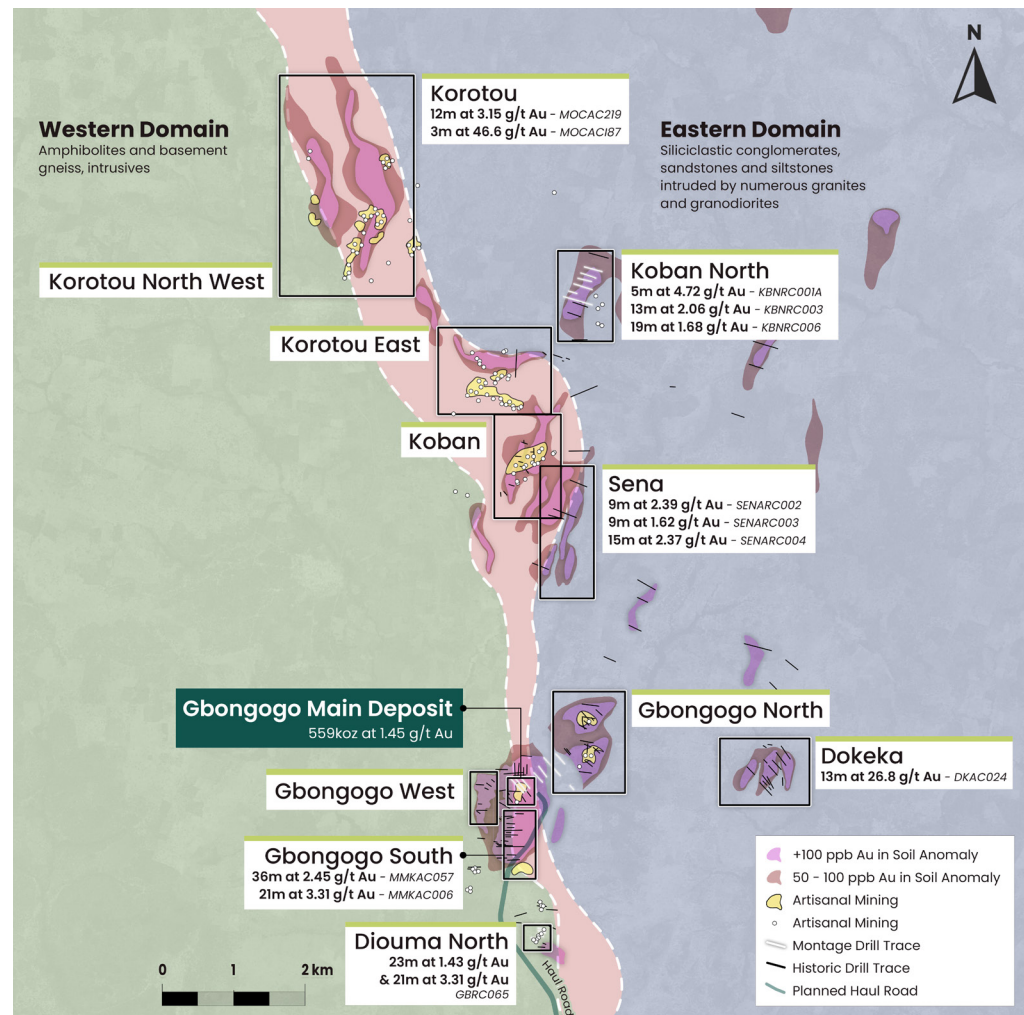 N
Korotou
12m at 3.15 g/t Au - MOCAC219
3m at 46.6 g/t Au - MOCAC187
Western Domain
Amphibolites and basement
gneiss, intrusives
Eastern Domain
Siliciclastic conglomerates,
sandstones and siltstones
intruded by numerous granites
and granodiorites
Korotou North West
Koban North
5m at 4.72 g/t Au - KBNRC001A
13m at 2.06 g/t Au - KBNRC003
19m at 1.68 g/t Au - KBNRC006
Korotou East
Koban
Sena
9m at 2.39 g/t Au - SENARC002
9m at 1.62 g/t Au - SENARC003
15m at 2.37 g/t Au - SENARC004
Gbongogo Main Deposit
559koz at 1.45 g/t Au
Gbongogo North
Dokeka
13m at 26.8 g/t Au - DKAC024
Gbongogo West
Gbongogo South
36m at 2.45 g/t Au - MMKAC057
21m at 3.31 g/t Au - MMKAC006
Diouma North
23m at 1.43 g/t Au
& 21m at 3.31 g/t Au
GBRC065
Haul Road
0 1 2 km
+100 ppb Au in Soil Anomaly
50 - 100 ppb Au in Soil Anomaly
Artisanal Mining
Artisanal Mining
Montage Drill Trace
Historic Drill Trace
Planned Haul Road